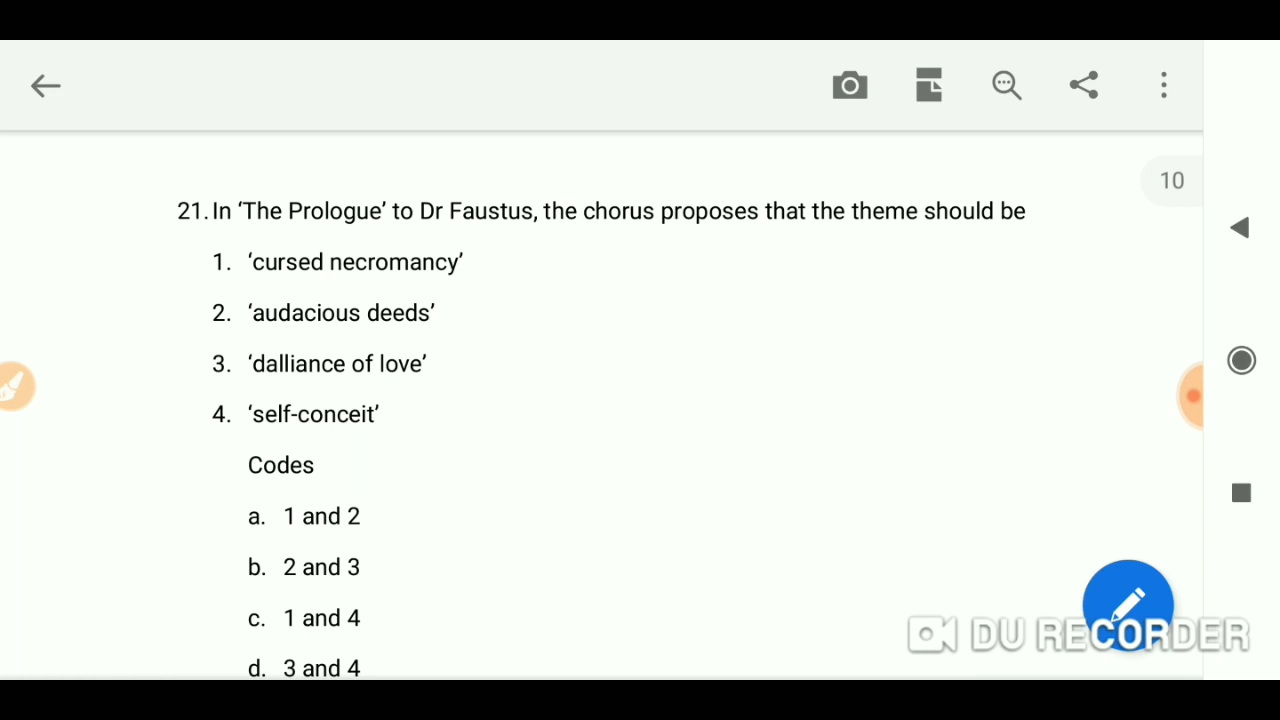 10
21. In ‘The Prologue’ to Dr Faustus, the chorus proposes that the theme should be
1. ‘cursed necromancy’
2. ‘audacious deeds’
3. ‘dalliance of love’
4. ‘self-conceit’
Codes
a. 1 and 2
b. 2 and 3
c. 1 and 4
d. 3 and 4
DU RECORDER